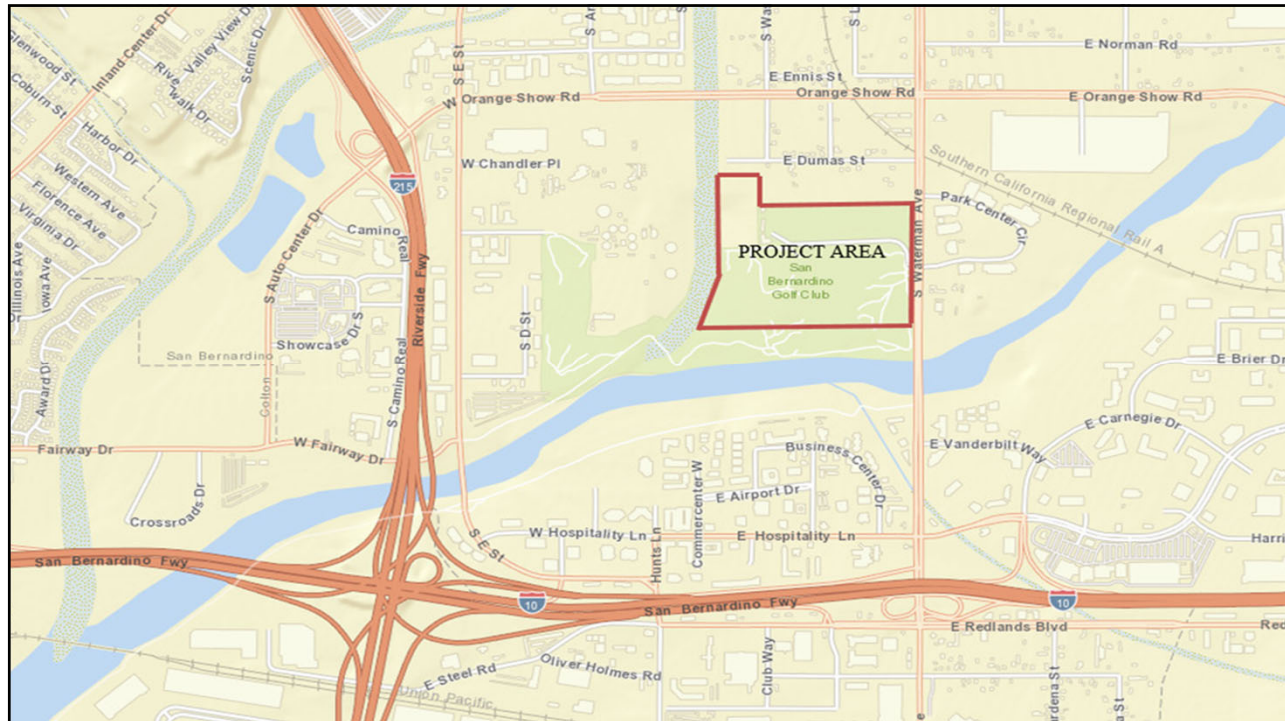 Glenwood St
Coburn St
Inland Center Dr
Valley View Dr
Scenic Dr
Riverwalk Dr
Harbor Dr
Western Ave
Florence Ave
Virginia Dr
Illinois Ave
Iowa Ave
Award Dr
S E St
W Orange Show Rd
Orange Show Rd
E Orange Show Rd
E Norman Rd
E Ennis St
E Dumas St
W Chandler Pl
215
S Auto Center Dr
Camino Real
Riverside Fwy
S Camino Real
Showcase Dr S
San Bernardino
Colton
S D St
PROJECT AREA
San
Bernardino
Golf Club
S Waterman Ave
Park Center Cir
Southern California Regional Rail A
E Brier Dr
E Carnegie Dr
E Vanderbilt Way
Business Center Dr
E Airport Dr
Commercenter W
Hunts Ln
W Hospitality Ln
E Hospitality Ln
S E St
Fairway Dr
W Fairway Dr
Crossroads Dr
San Bernardino Fwy
10
San Bernardino Fwy
10
E Redlands Blvd
Oliver Holmes Rd
E Steel Rd
Union Pacific
Club Way